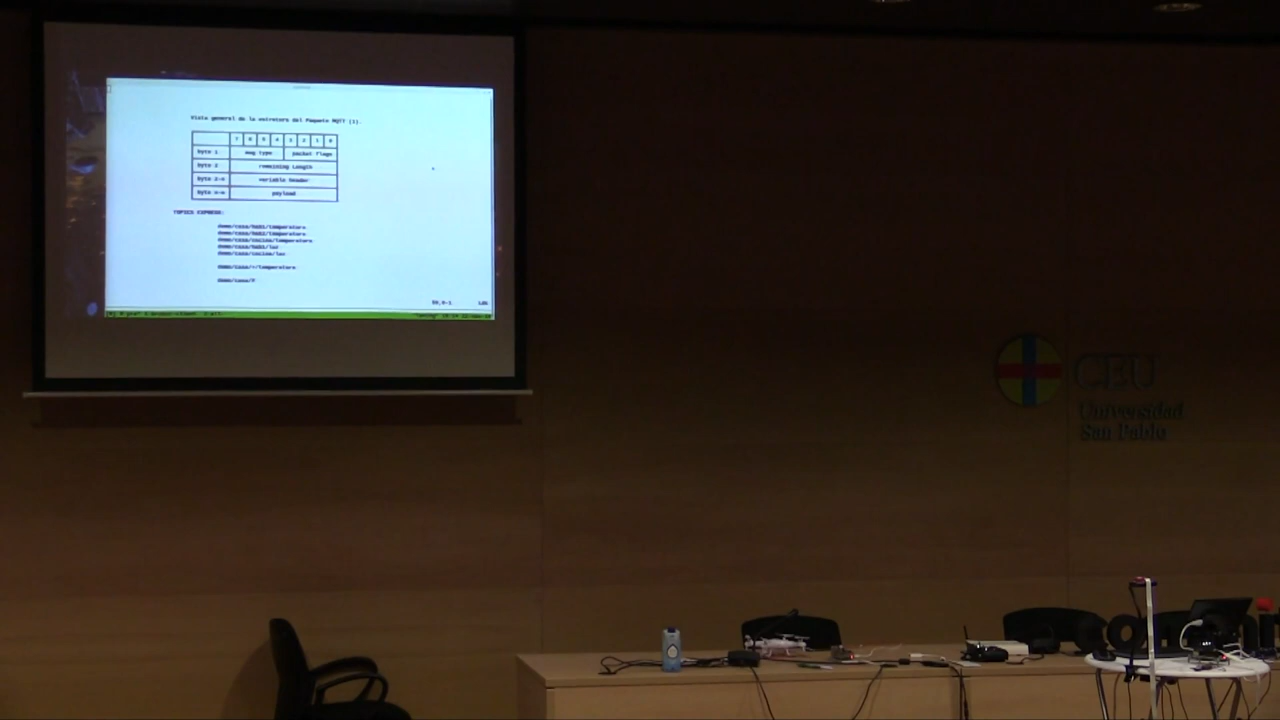 Vista general de la estrutura del Paquete MQTT (1).
7 6 5 4 3 2 1 0
byte 1 msg type packet flags
byte 2 remaining Length
byte 2-n variable header
byte n-m payload
TOPICS EXPRESS:
demo/casa/hab1/temperatura
demo/casa/hab2/temperatura
demo/casa/cocina/temperatura
demo/casa/hab1/luz
demo/casa/cocina/luz
demo/casa/+/temperatura
demo/casa/#
CEU
Universidad
San Pablo